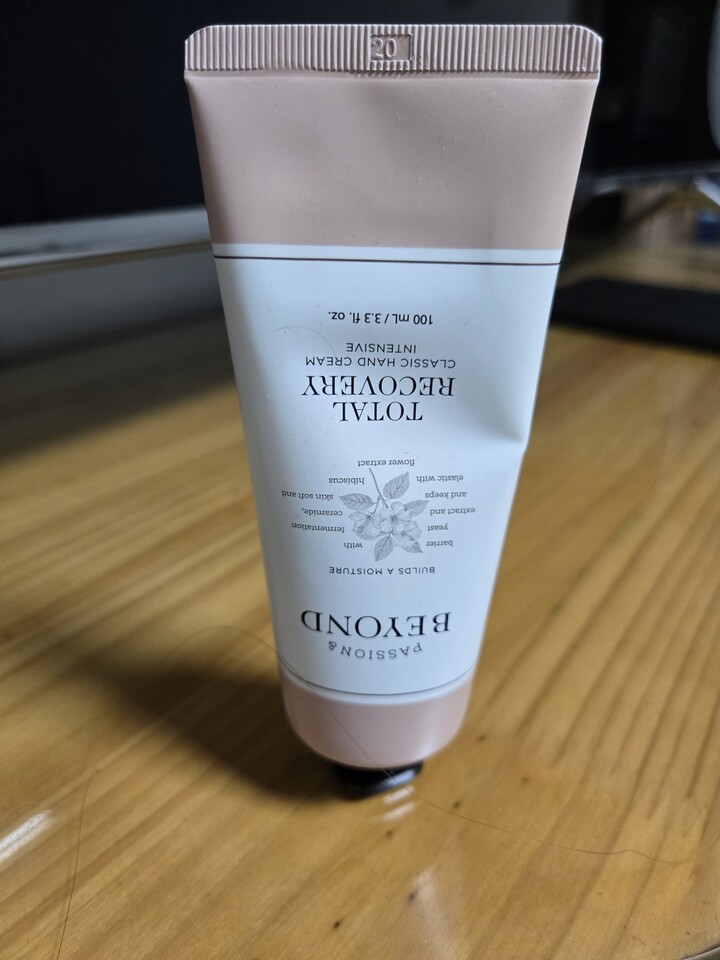 PASSION &
BEYOND
BUILDS A MOISTURE
barrier with
yeast fermentation
extract and ceramide,
and keeps skin soft and
elastic with hibiscus
flower extract
TOTAL
RECOVERY
CLASSIC HAND CREAM
INTENSIVE
100 mL / 3.3 fl. oz.
20